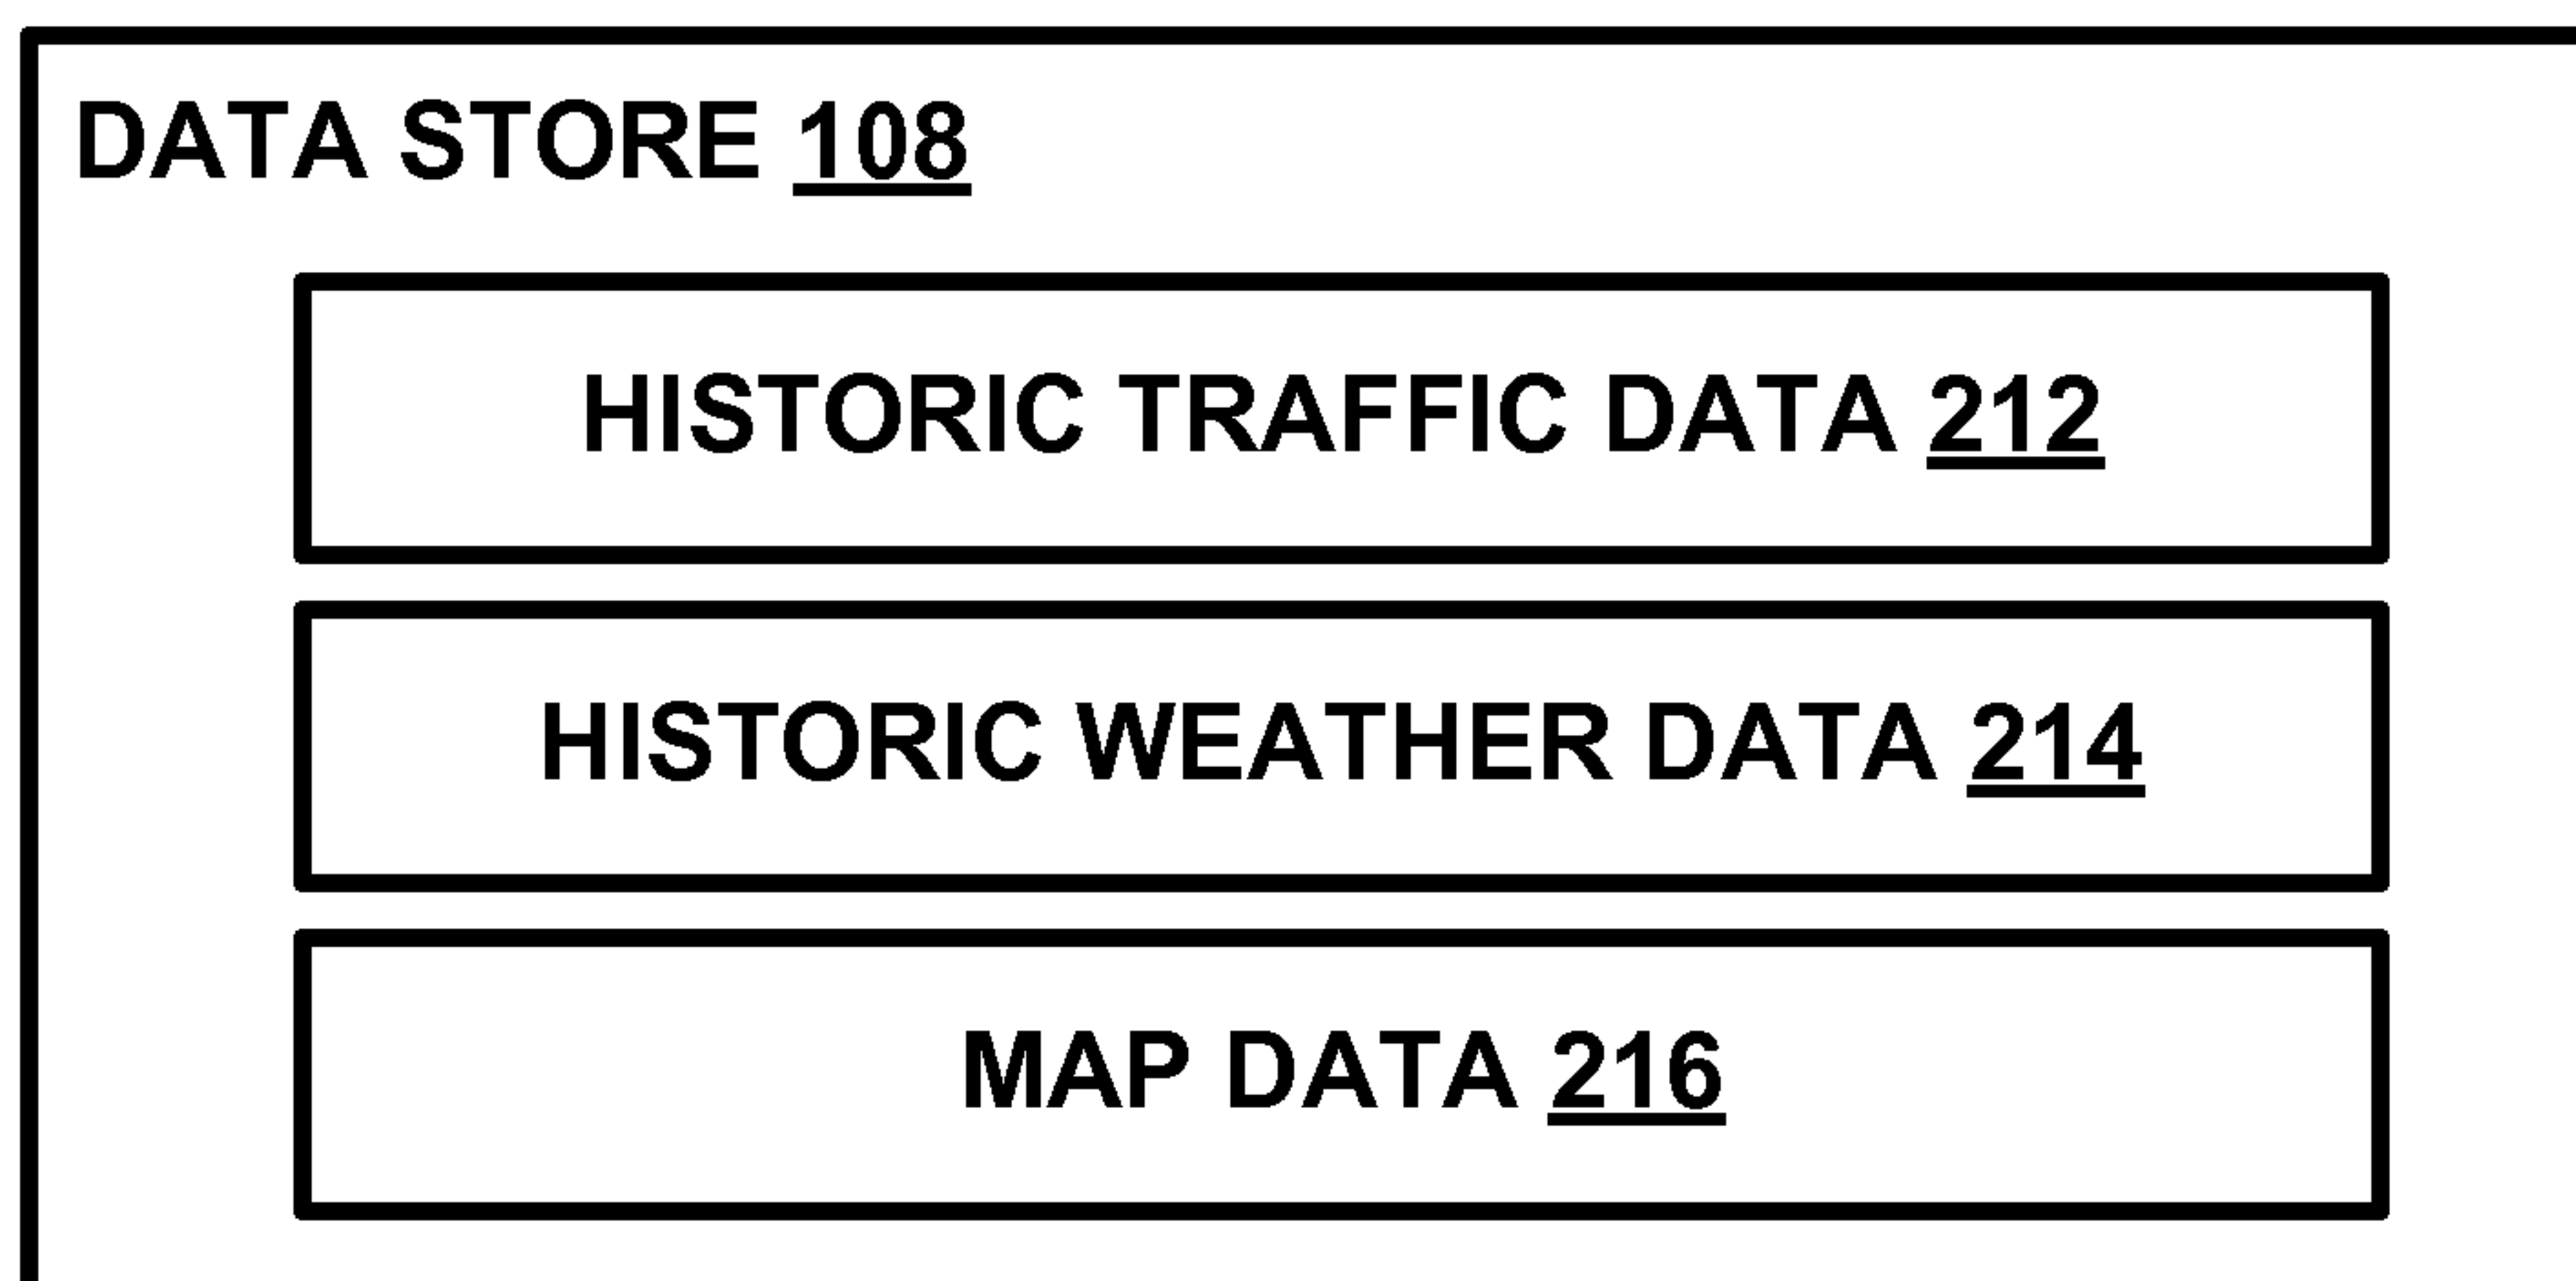 DATA STORE 108
HISTORIC TRAFFIC DATA 212
HISTORIC WEATHER DATA 214
MAP DATA 216